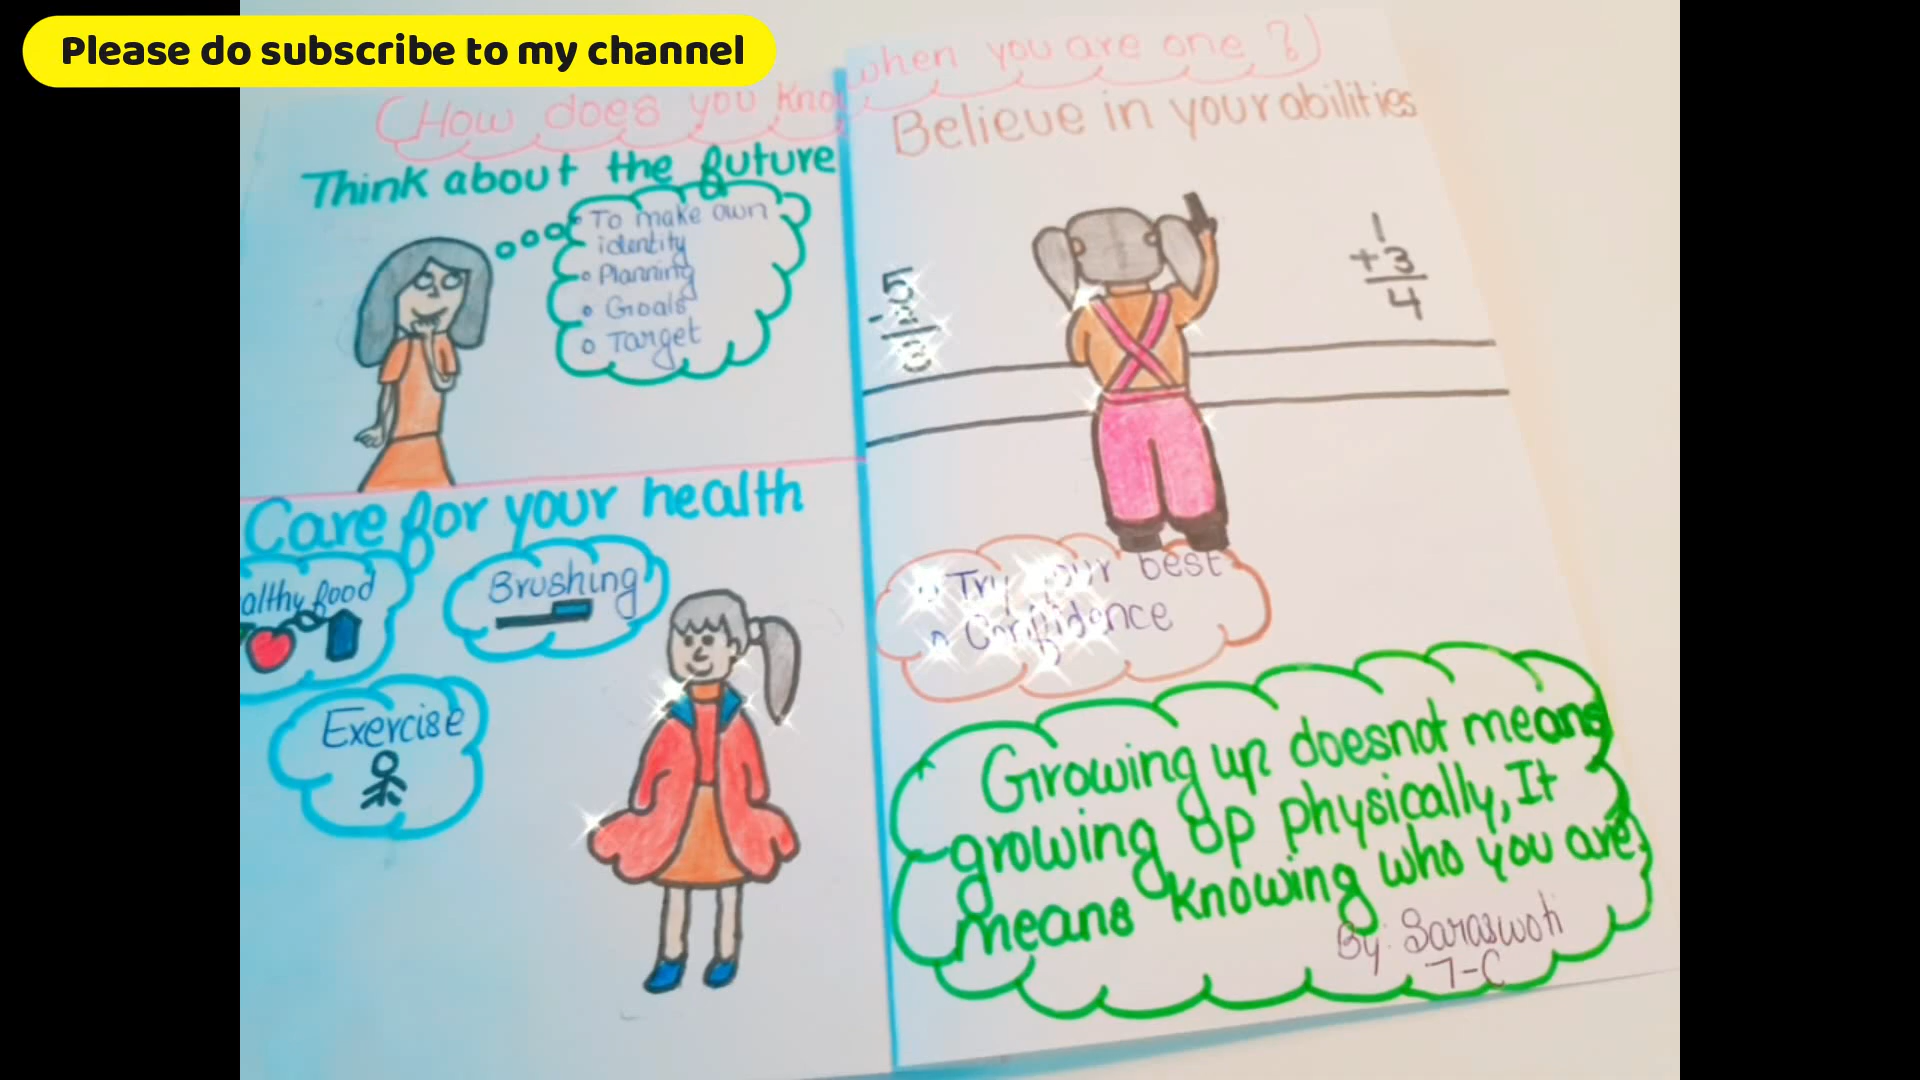 Please do subscribe to my channel
(How does you know when you are one ?)
Think about the future
To make own
identity
Planning
Goals
Target
Care for your health
althy food
Brushing
Exercise
Believe in your abilities
5
3
1
+3
4
Try your best
Confidence
Growing up doesnot means
growing up physically, It
means knowing who you are.
By: Saraswoti
7-C